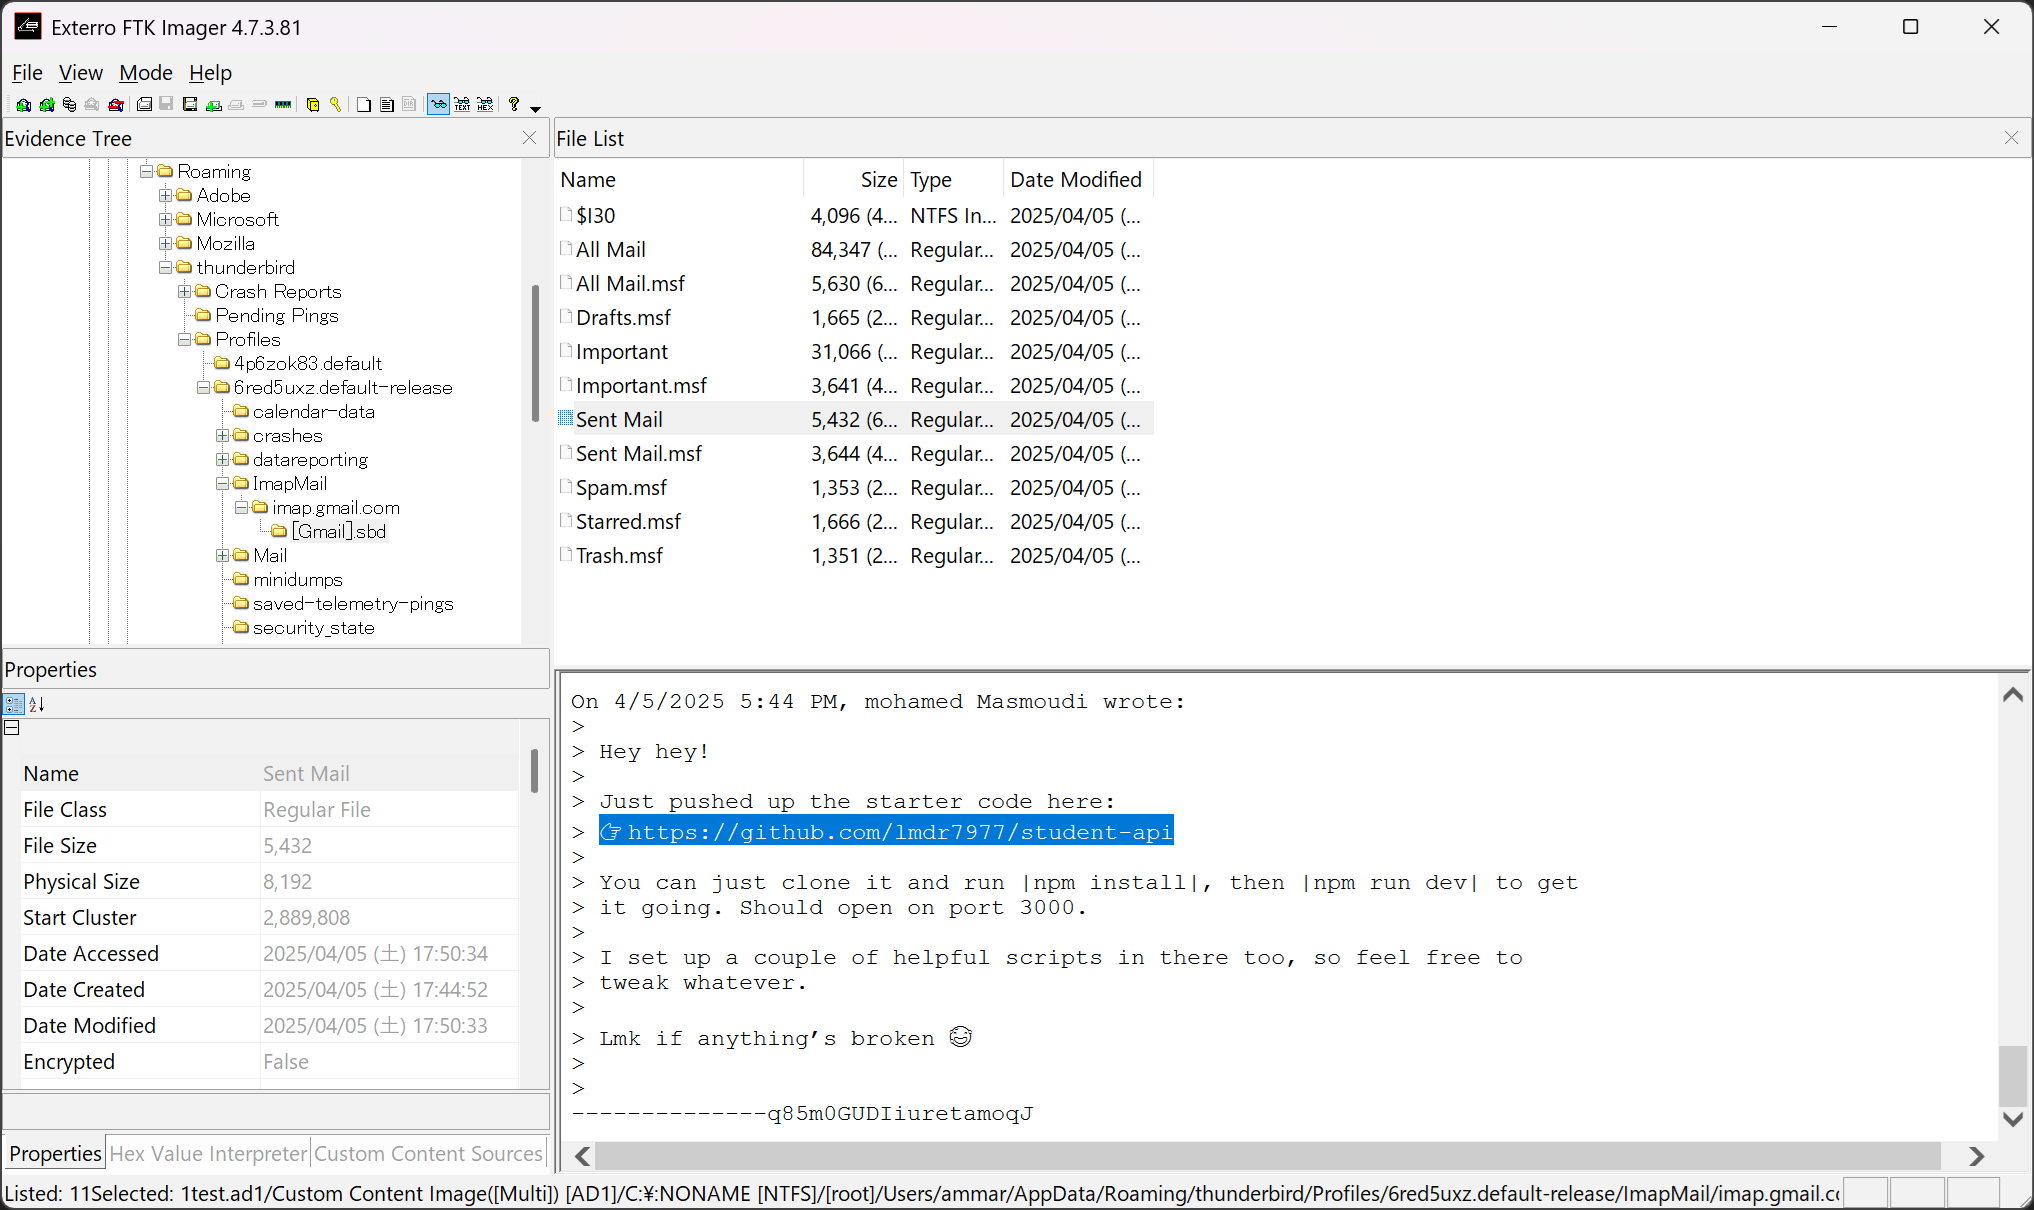 Exterro FTK Imager 4.7.3.81
File View Mode Help
Evidence Tree
Roaming
Adobe
Microsoft
Mozilla
thunderbird
Crash Reports
Pending Pings
Profiles
4p6zok83.default
6red5uxz.default-release
calendar-data
crashes
datareporting
ImapMail
imap.gmail.com
[Gmail].sbd
Mail
minidumps
saved-telemetry-pings
security_state
File List
Name Size Type Date Modified
$I30 4,096 (4... NTFS In... 2025/04/05 (...
All Mail 84,347 (... Regular... 2025/04/05 (...
All Mail.msf 5,630 (6... Regular... 2025/04/05 (...
Drafts.msf 1,665 (2... Regular... 2025/04/05 (...
Important 31,066 (... Regular... 2025/04/05 (...
Important.msf 3,641 (4... Regular... 2025/04/05 (...
Sent Mail 5,432 (6... Regular... 2025/04/05 (...
Sent Mail.msf 3,644 (4... Regular... 2025/04/05 (...
Spam.msf 1,353 (2... Regular... 2025/04/05 (...
Starred.msf 1,666 (2... Regular... 2025/04/05 (...
Trash.msf 1,351 (2... Regular... 2025/04/05 (...
Properties
Name Sent Mail
File Class Regular File
File Size 5,432
Physical Size 8,192
Start Cluster 2,889,808
Date Accessed 2025/04/05 (土) 17:50:34
Date Created 2025/04/05 (土) 17:44:52
Date Modified 2025/04/05 (土) 17:50:33
Encrypted False
Properties Hex Value Interpreter Custom Content Sources
On 4/5/2025 5:44 PM, mohamed Masmoudi wrote:
>
> Hey hey!
>
> Just pushed up the starter code here:
> 👉 https://github.com/lmdr7977/student-api
>
> You can just clone it and run |npm install|, then |npm run dev| to get
> it going. Should open on port 3000.
>
> I set up a couple of helpful scripts in there too, so feel free to
> tweak whatever.
>
> Lmk if anything’s broken 😅
>
>
--------------q85m0GUDIiuretamoqJ
Listed: 11Selected: 1test.ad1/Custom Content Image([Multi]) [AD1]/C:¥:NONAME [NTFS]/[root]/Users/ammar/AppData/Roaming/thunderbird/Profiles/6red5uxz.default-release/ImapMail/imap.gmail.co